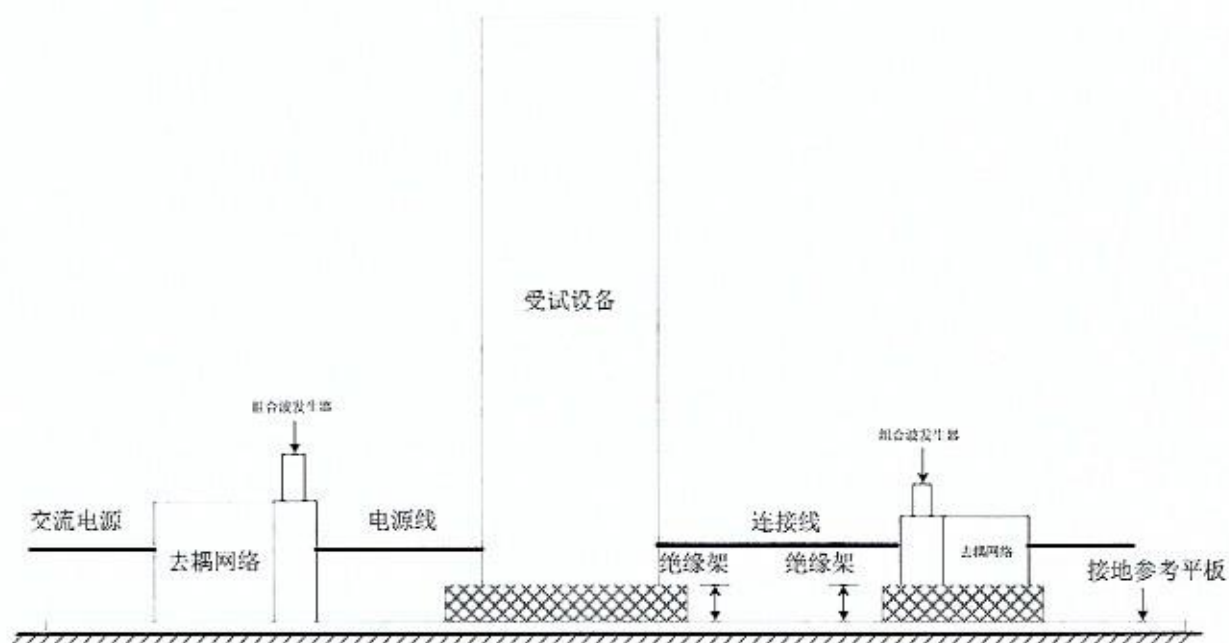 受试设备
组合波发生器
组合波发生器
交流电源
电源线
连接线
去耦网络
绝缘架
绝缘架
去耦网络
接地参考平板